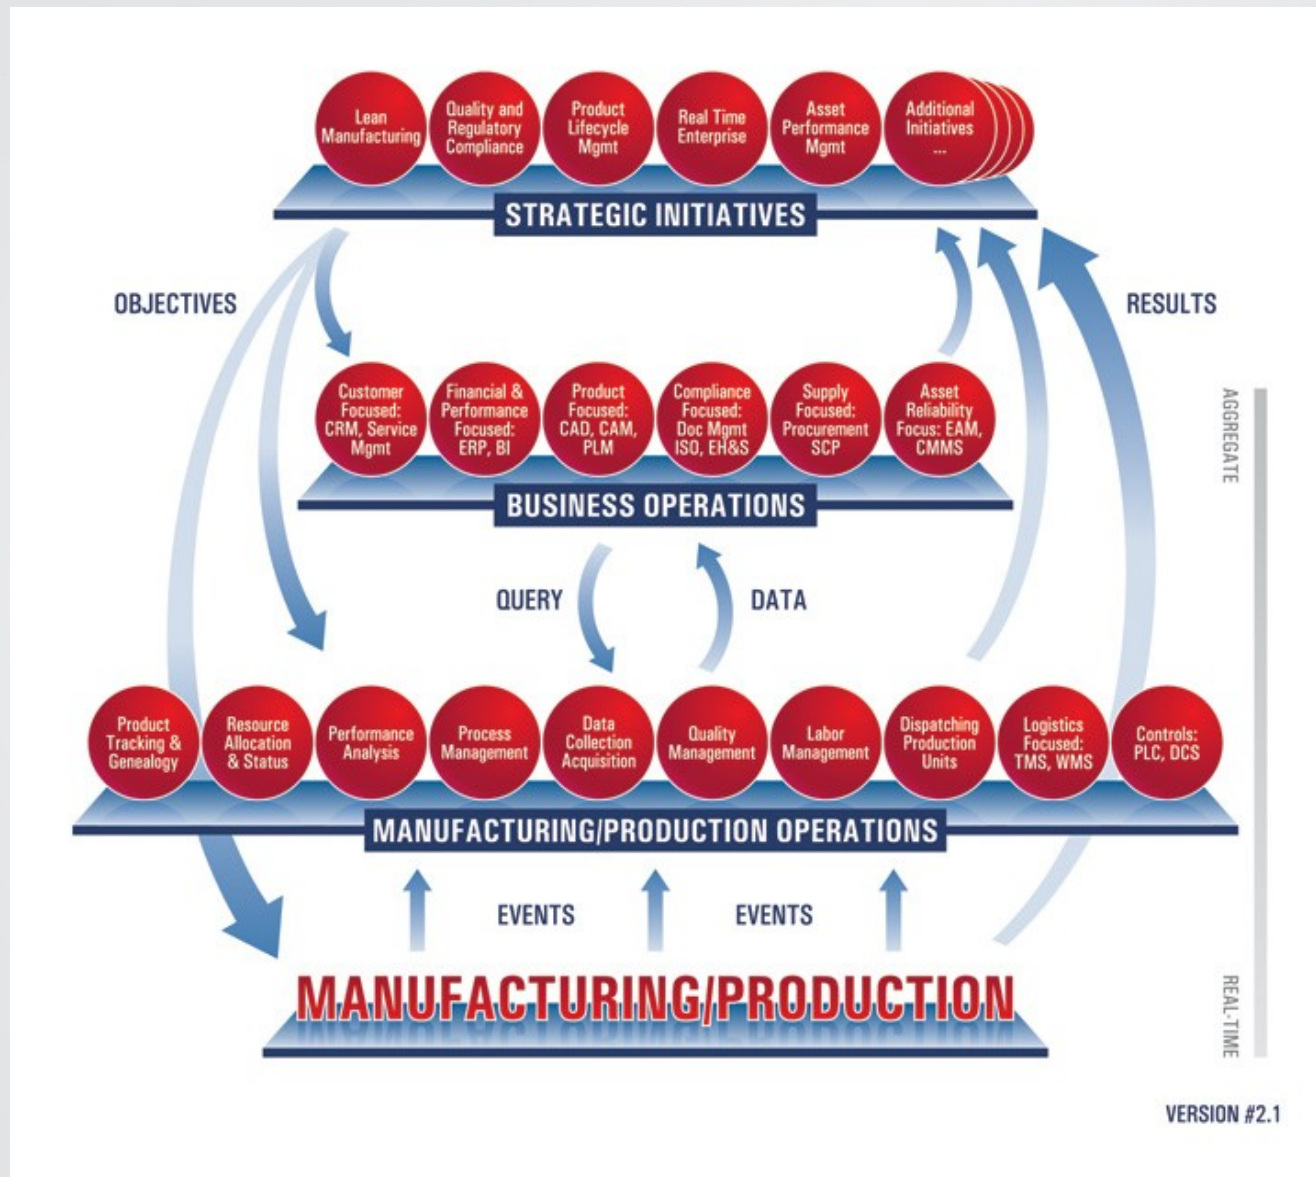 Lean
Manufacturing
Quality and
Regulatory
Compliance
Product
Lifecycle
Mgmt
Real Time
Enterprise
Asset
Performance
Mgmt
Additional
Initiatives
...
STRATEGIC INITIATIVES
OBJECTIVES
RESULTS
Customer
Focused:
CRM, Service
Mgmt
Financial &
Performance
Focused:
ERP, BI
Product
Focused:
CAD, CAM,
PLM
Compliance
Focused:
Doc Mgmt
ISO, EH&S
Supply
Focused:
Procurement
SCP
Asset
Reliability
Focus: EAM,
CMMS
AGGREGATE
BUSINESS OPERATIONS
QUERY
DATA
Product
Tracking &
Genealogy
Resource
Allocation
& Status
Performance
Analysis
Process
Management
Data
Collection
Acquisition
Quality
Management
Labor
Management
Dispatching
Production
Units
Logistics
Focused:
TMS, WMS
Controls:
PLC, DCS
MANUFACTURING/PRODUCTION OPERATIONS
EVENTS
EVENTS
MANUFACTURING/PRODUCTION
REAL-TIME
VERSION #2.1